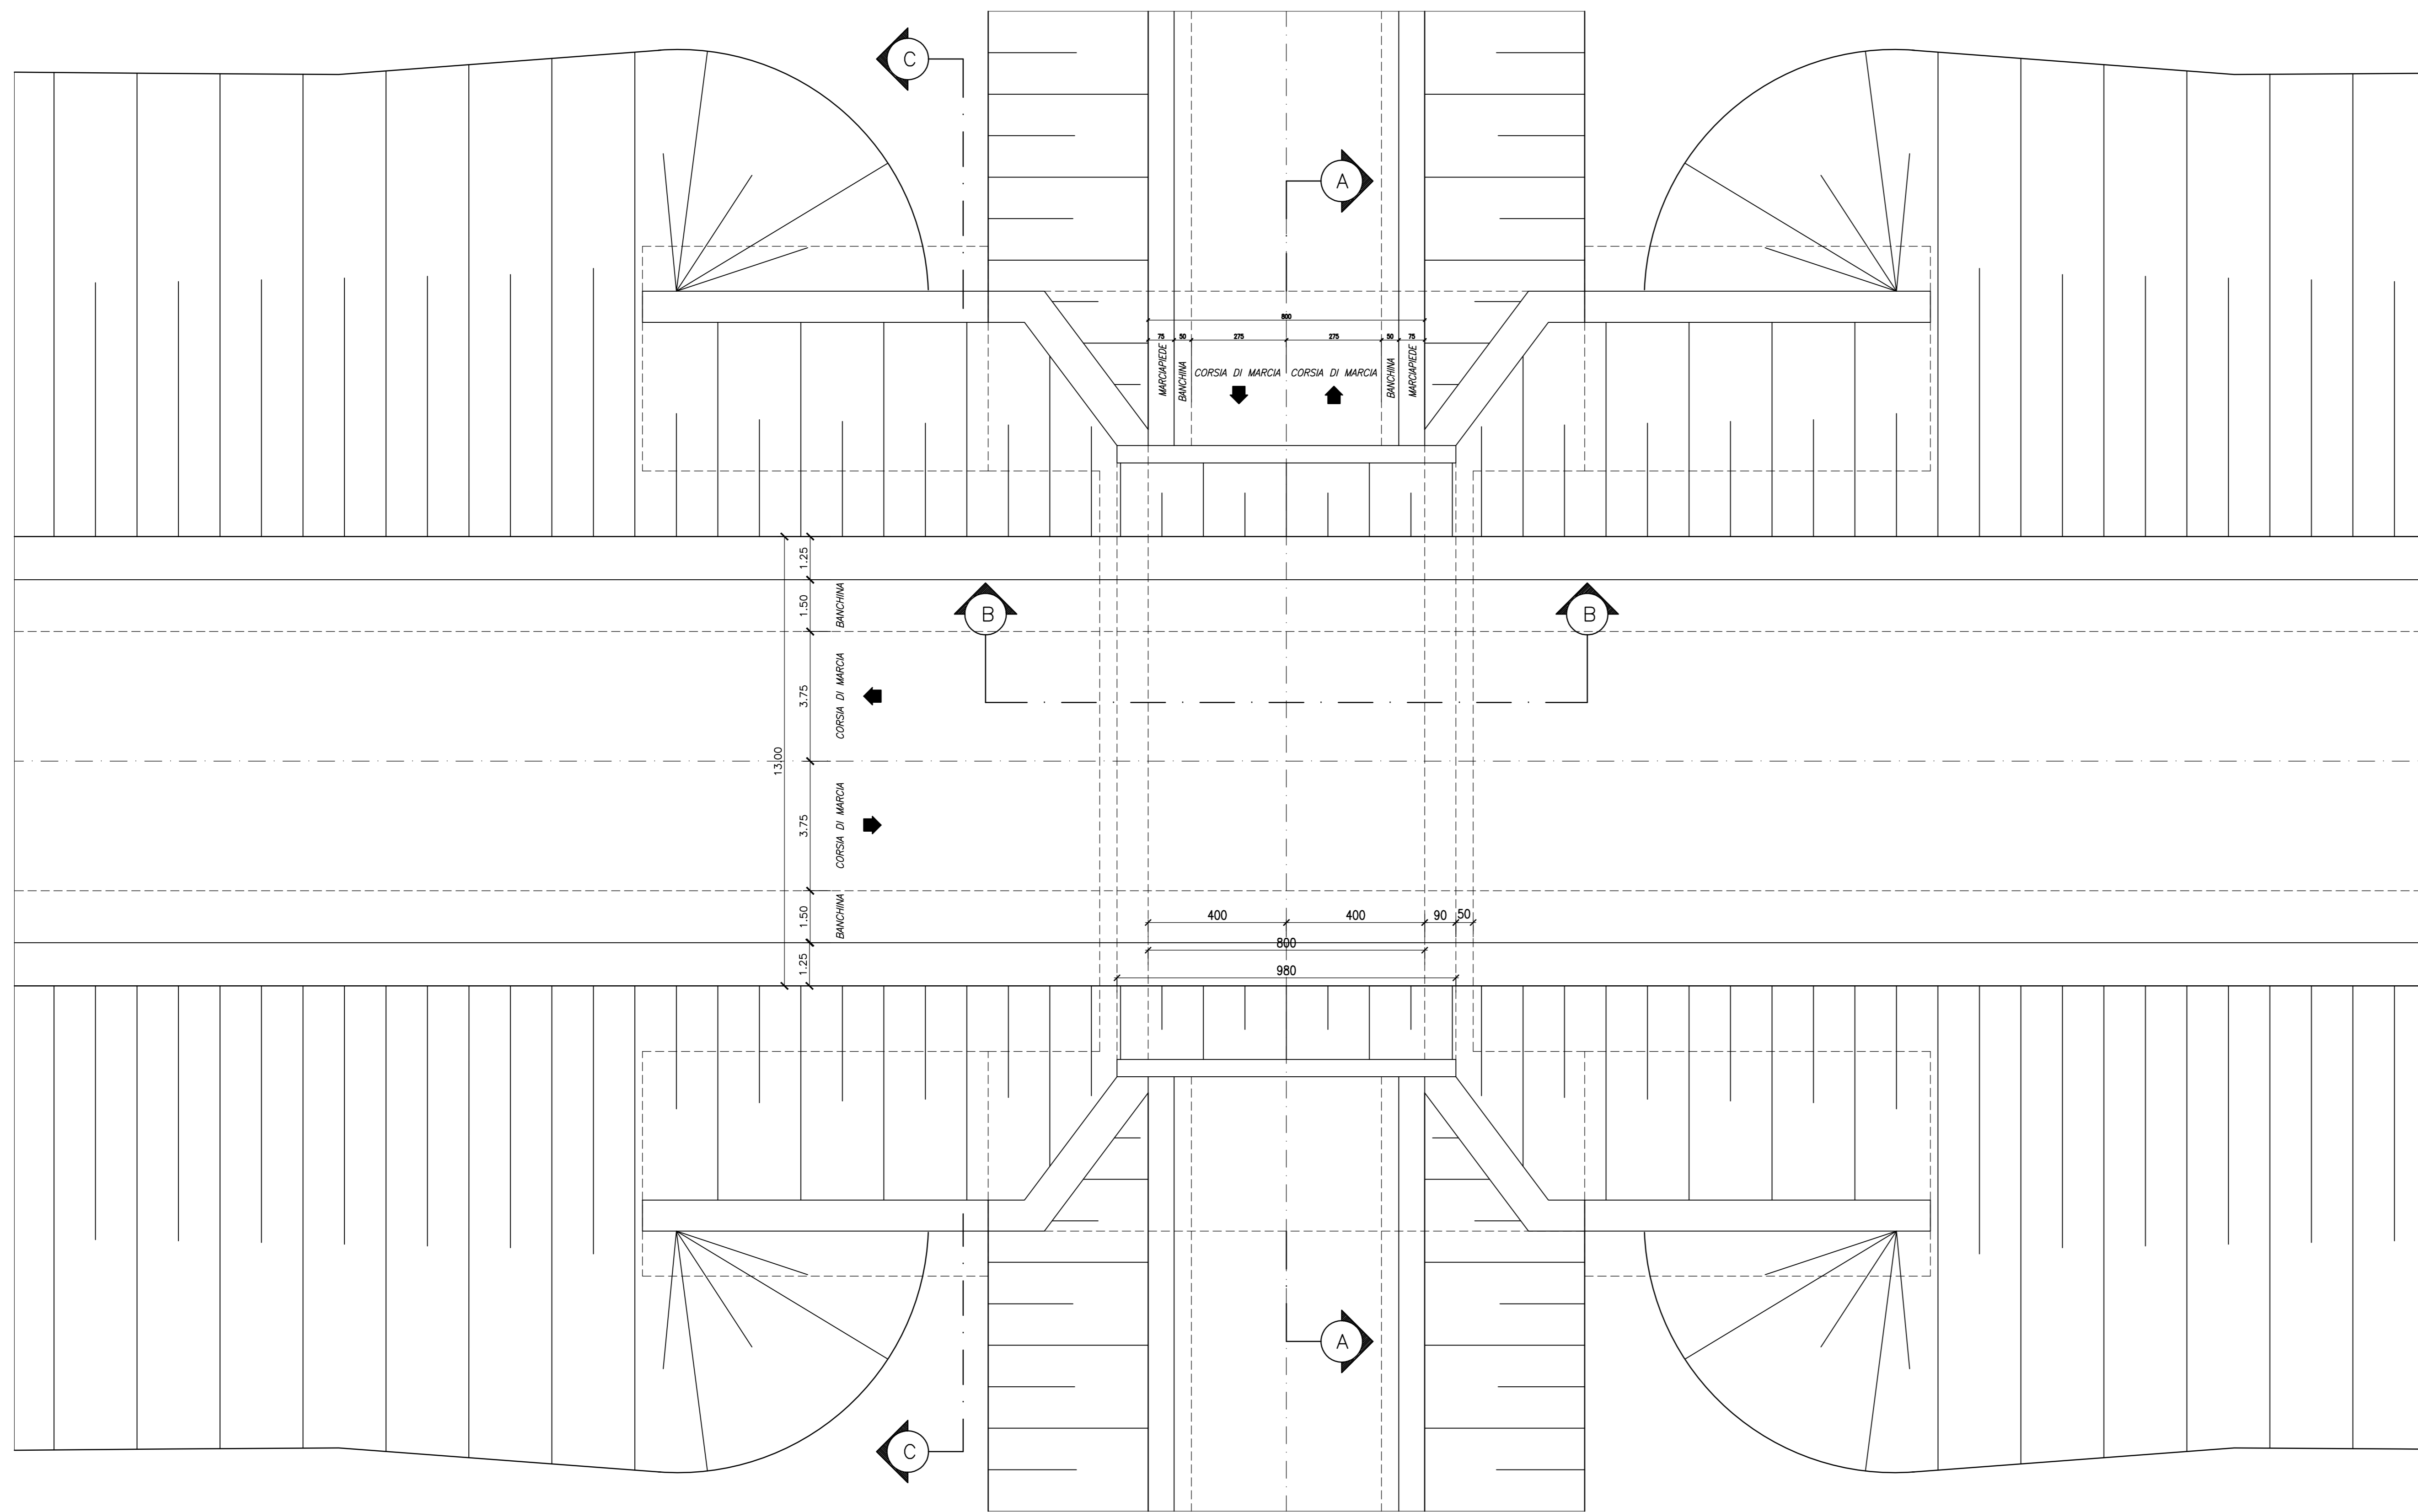 C
A
800
75 50 275 275 50 75
MARCIAPIEDE
BANCHINA
CORSIA DI MARCIA
CORSIA DI MARCIA
BANCHINA
MARCIAPIEDE
1.25
1.50
BANCHINA
B
B
3.75
CORSIA DI MARCIA
13.00
3.75
CORSIA DI MARCIA
1.50
BANCHINA
400 400 90 50
800
1.25
980
A
C